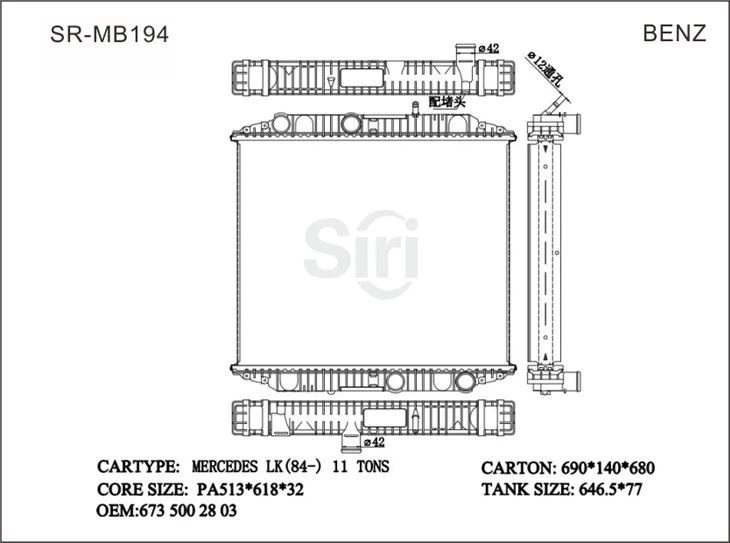 SR-MB194
BENZ
ø42
ø12通孔
配堵头
Siri
ø42
CARTYPE: MERCEDES LK(84-) 11 TONS
CARTON: 690*140*680
CORE SIZE: PA513*618*32
TANK SIZE: 646.5*77
OEM:673 500 28 03